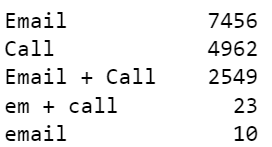 Email 7456
Call 4962
Email + Call 2549
em + call 23
email 10